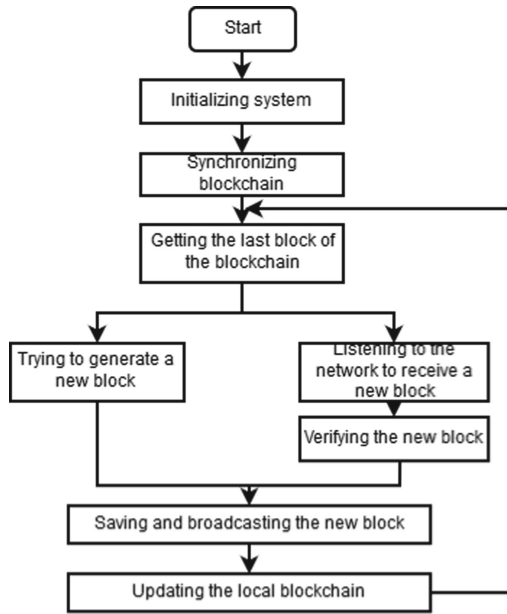 Start
Initializing system
Synchronizing
blockchain
Getting the last block of
the blockchain
Trying to generate a
new block
Listening to the
network to receive a
new block
Verifying the new block
Saving and broadcasting the new block
Updating the local blockchain